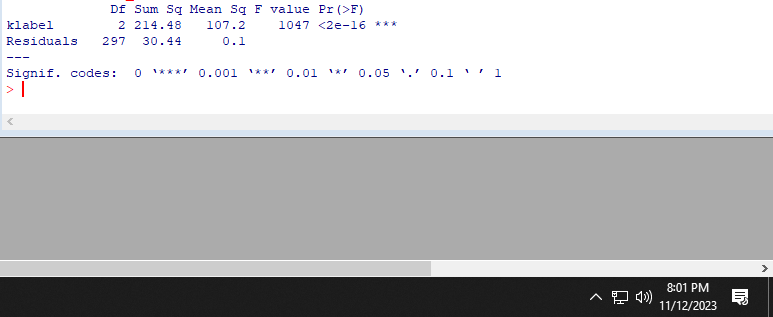 Df Sum Sq Mean Sq F value Pr(>F)
klabel 2 214.48 107.2 1047 <2e-16 ***
Residuals 297 30.44 0.1
---
Signif. codes: 0 ‘***’ 0.001 ‘**’ 0.01 ‘*’ 0.05 ‘.’ 0.1 ‘ ’ 1
>
8:01 PM
11/12/2023